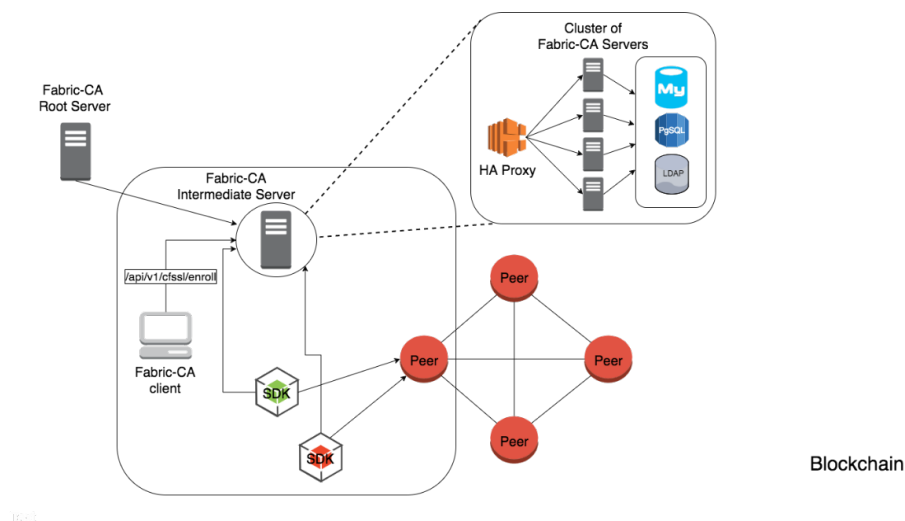 Cluster of
Fabric-CA Servers
Fabric-CA
Root Server
My
PgSQL
LDAP
HA Proxy
Fabric-CA
Intermediate Server
/api/v1/cfssl/enroll
Fabric-CA
client
SDK
SDK
Peer
Peer
Peer
Peer
Blockchain